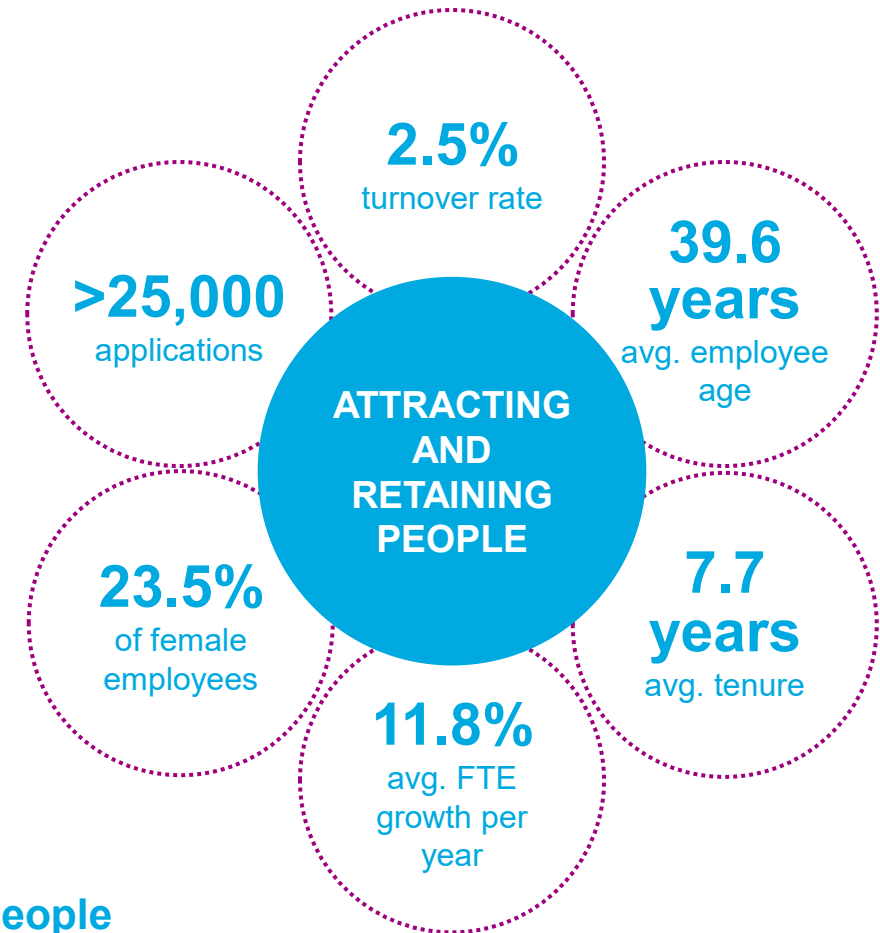 2.5%
turnover rate
39.6
years
avg. employee
age
>25,000
applications
ATTRACTING
AND
RETAINING
PEOPLE
7.7
years
avg. tenure
23.5%
of female
employees
11.8%
avg. FTE
growth per
year
eople